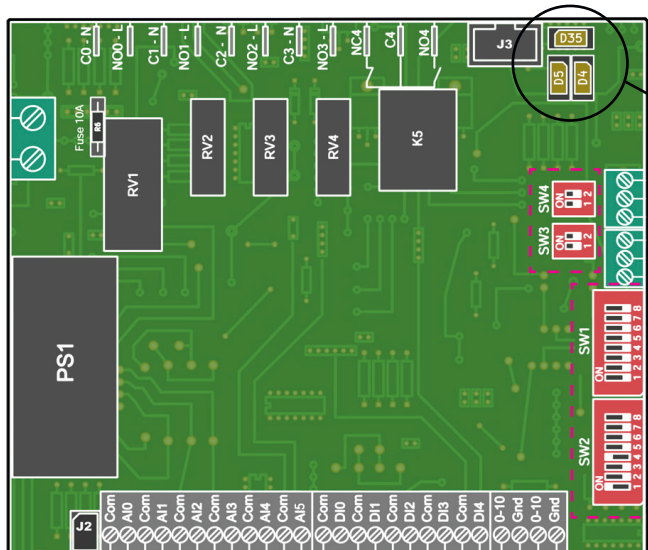 C0 - N
NO0 - L
C1 - N
NO1 - L
C2 - N
NO2 - L
C3 - N
NO3 - L
NC4
C4
NO4
J3
D35
D5
D4
Fuse 10A
R6
RV1
RV2
RV3
RV4
K5
SW4
ON
1 2
SW3
ON
1 2
PS1
SW1
ON
1 2 3 4 5 6 7 8
SW2
ON
1 2 3 4 5 6 7 8
J2
Com
AI0
Com
AI1
Com
AI2
Com
AI3
Com
AI4
Com
AI5
Com
DI0
Com
DI1
Com
DI2
Com
DI3
Com
DI4
0-10
Gnd
0-10
Gnd